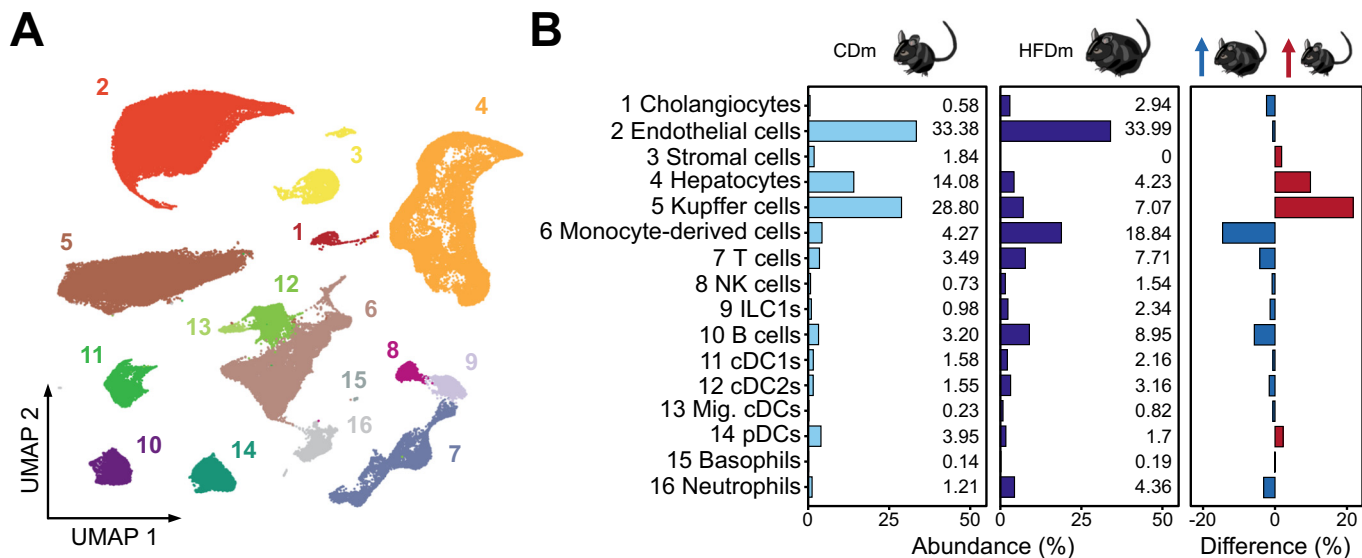 A
2
4
3
1
5
12
6
13
11
8
9
15
16
10
14
7
UMAP 2
UMAP 1
B
CDm
HFDm
1 Cholangiocytes 0.58 2.94
2 Endothelial cells 33.38 33.99
3 Stromal cells 1.84 0
4 Hepatocytes 14.08 4.23
5 Kupffer cells 28.80 7.07
6 Monocyte-derived cells 4.27 18.84
7 T cells 3.49 7.71
8 NK cells 0.73 1.54
9 ILC1s 0.98 2.34
10 B cells 3.20 8.95
11 cDC1s 1.58 2.16
12 cDC2s 1.55 3.16
13 Mig. cDCs 0.23 0.82
14 pDCs 3.95 1.7
15 Basophils 0.14 0.19
16 Neutrophils 1.21 4.36
0 50 0 50 -20 0 20
Abundance (%) Difference (%)